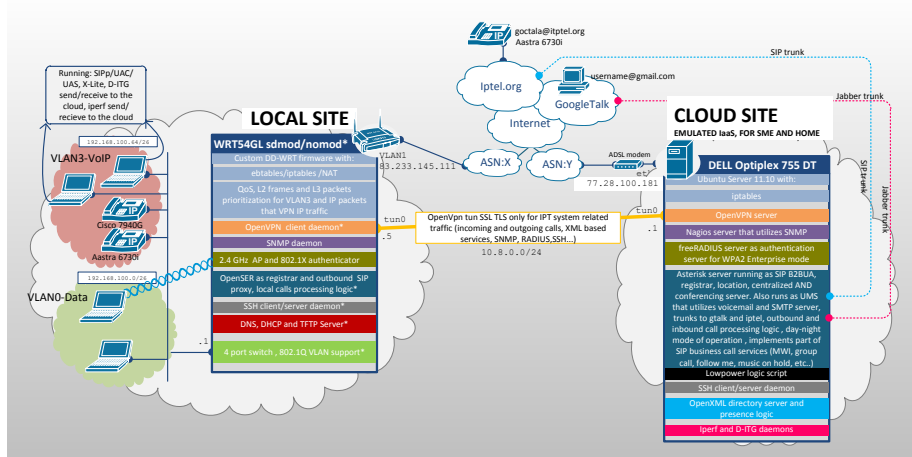 goctala@itptel.org
Aastra 6730i
IP
SIP trunk
Running: SIPp/UAC/
UAS, X-Lite, D-ITG
send/receive to the
cloud, iperf send/
recieve to the cloud
Iptel.org
username@gmail.com
GoogleTalk
Jabber trunk
Internet
LOCAL SITE
CLOUD SITE
EMULATED IaaS, FOR SME AND HOME
192.168.100.64/26
VLAN3-VoIP
WRT54GL sdmod/nomod*
VLAN1
83.233.145.111
ASN:X
ASN:Y
ADSL modem
77.28.100.181
DELL Optiplex 755 DT
Custom DD-WRT firmware with:
ebtables/iptables /NAT
QoS, L2 frames and L3 packets
prioritization for VLAN3 and IP packets
that VPN IP traffic
OpenVPN client daemon*
SNMP daemon
2.4 GHz AP and 802.1X authenticator
OpenSER as registrar and outbound SIP
proxy, local calls processing logic*
SSH client/server daemon*
DNS, DHCP and TFTP Server*
4 port switch , 802.1Q VLAN support*
IP
Cisco 7940G
IP
Aastra 6730i
192.168.100.0/26
VLAN0-Data
.1
tun0
.5
OpenVpn tun SSL TLS only for IPT system related
traffic (incoming and outgoing calls, XML based
services, SNMP, RADIUS,SSH...)
10.8.0.0/24
tun0
.1
Ubuntu Server 11.10 with:
iptables
OpenVPN server
Nagios server that utilizes SNMP
freeRADIUS server as authentication
server for WPA2 Enterprise mode
Asterisk server running as SIP B2BUA,
registrar, location, centralized AND
conferencing server. Also runs as UMS
that utilizes voicemail and SMTP server,
trunks to gtalk and iptel, outbound and
inbound call processing logic , day-night
mode of operation , implements part of
SIP business call services (MWI, group
call, follow me, music on hold, etc..)
Lowpower logic script
SSH client/server daemon
OpenXML directory server and
presence logic
Iperf and D-ITG daemons
SIP trunk
Jabber trunk